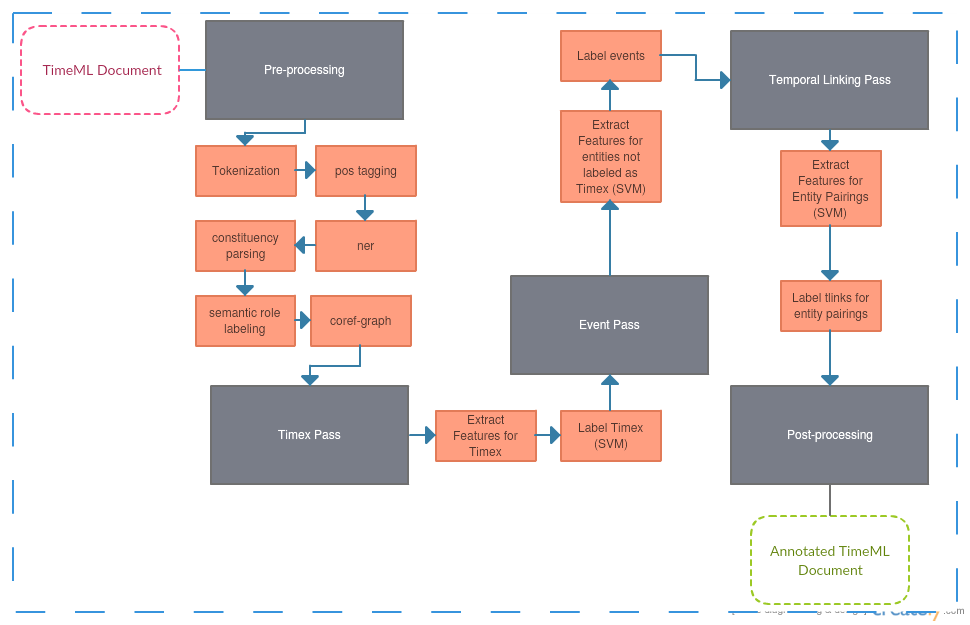 TimeML Document
Pre-processing
Tokenization
pos tagging
constituency
parsing
ner
semantic role
labeling
coref-graph
Timex Pass
Extract
Features for
Timex
Label Timex
(SVM)
Event Pass
Extract
Features for
entities not
labeled as
Timex (SVM)
Label events
Temporal Linking Pass
Extract
Features for
Entity Pairings
(SVM)
Label tlinks for
entity pairings
Post-processing
Annotated TimeML
Document
.com